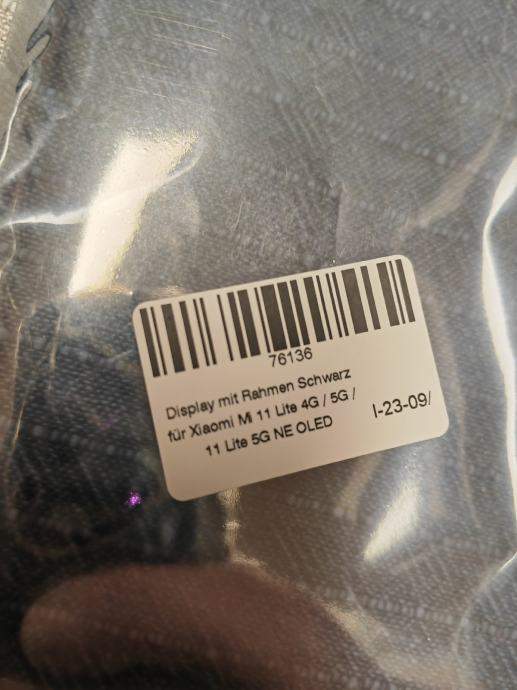 76136
Display mit Rahmen Schwarz
für Xiaomi Mi 11 Lite 4G / 5G /
11 Lite 5G NE OLED
I-23-09/